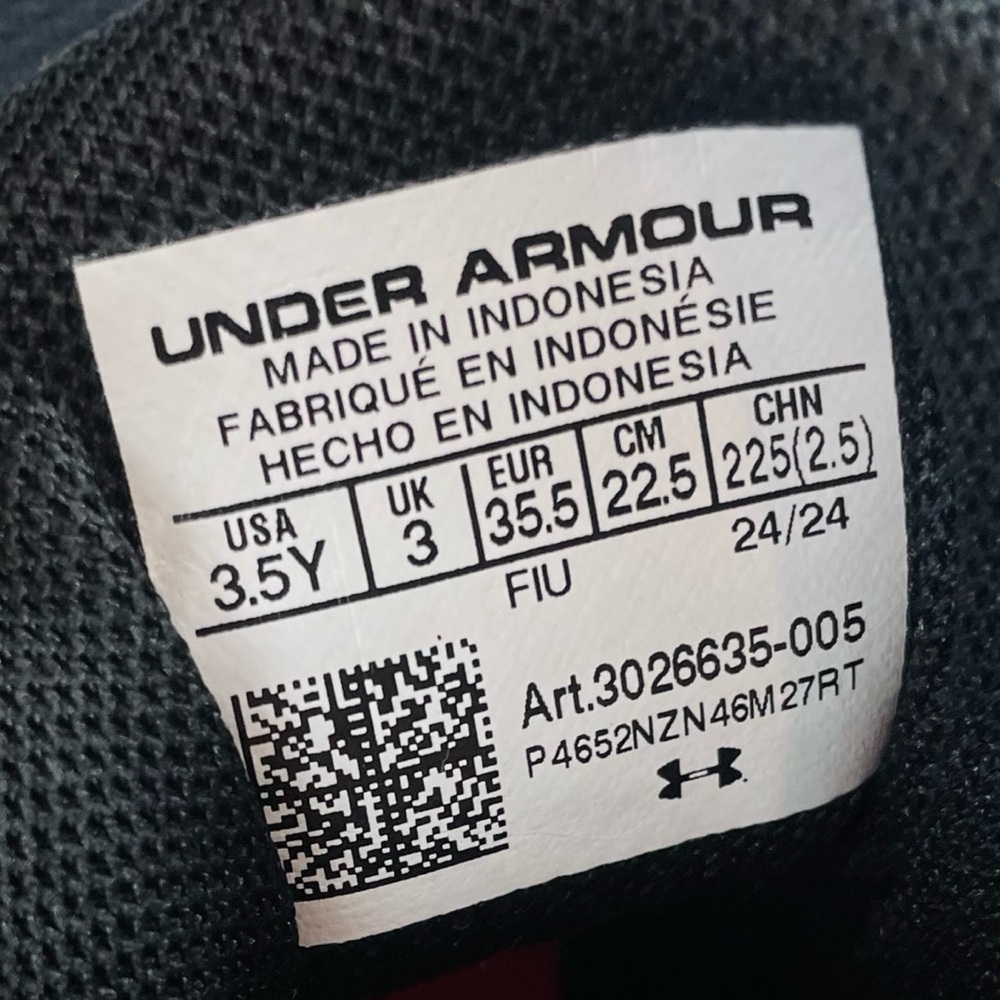 UNDER ARMOUR
MADE IN INDONESIA
FABRIQUÉ EN INDONÉSIE
HECHO EN INDONESIA
USA UK EUR CM CHN
3.5Y 3 35.5 22.5 225(2.5)
FIU 24/24
Art.3026635-005
P4652NZN46M27RT